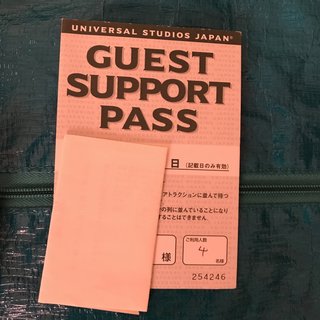 UNIVERSAL STUDIOS JAPAN®
GUEST
SUPPORT
PASS
日 (記載日のみ有効)
アトラクションに並んで待つ
の列に並んでいることになり
することはできません。
様
ご利用人数
4
名様
254246